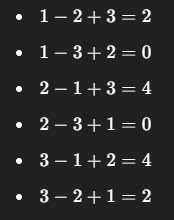 • 1 − 2 + 3 = 2
• 1 − 3 + 2 = 0
• 2 − 1 + 3 = 4
• 2 − 3 + 1 = 0
• 3 − 1 + 2 = 4
• 3 − 2 + 1 = 2